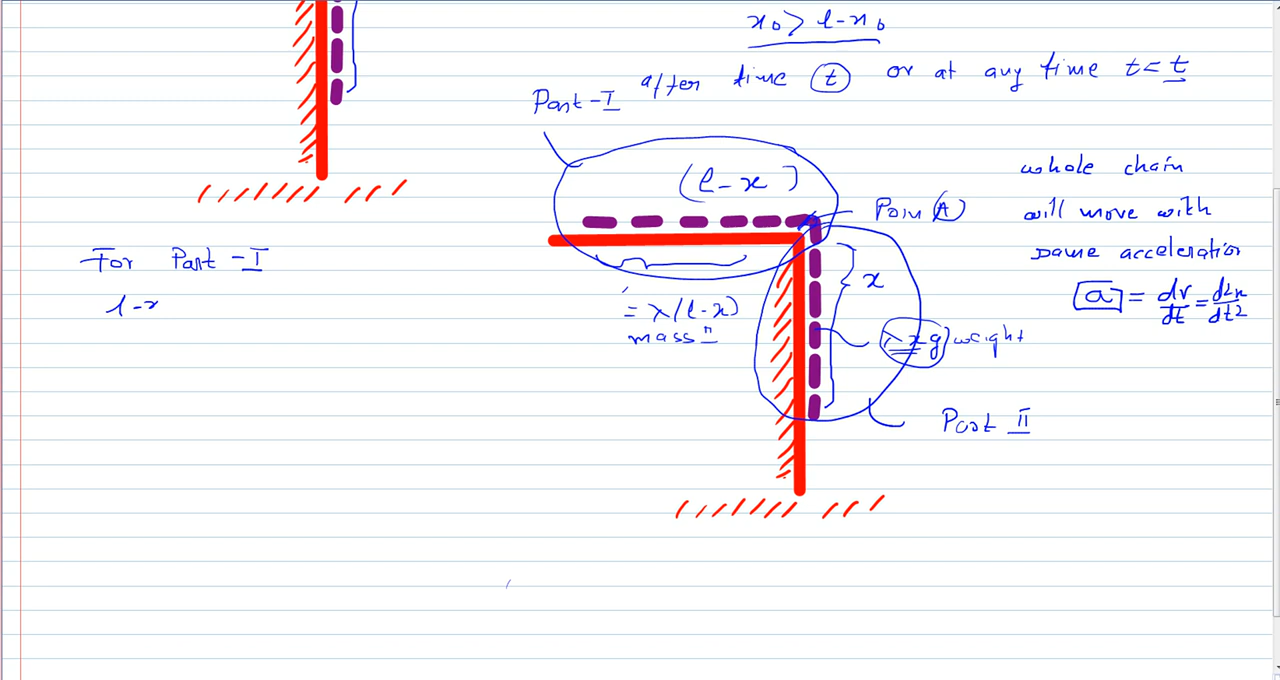 x₀ > l-x₀
after time (t) or at any time t = t
Part-I
(l-x)
whole chain
Poin (A)
will move with
same acceleration
a = dv/dt = d2x/dt2
For Part-I
l-x
x
= λ(l-x)
mass"
λxg weight
Part II